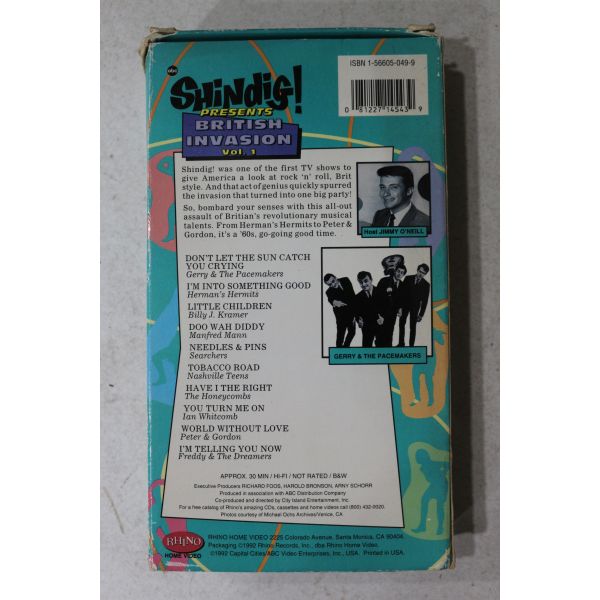 abc
SHiNDiG!
PRESENTS
BRITISH
INVASION
Vol. 1
ISBN 1-56605-049-9
0 81227 14543 9
Shindig! was one of the first TV shows to
give America a look at rock 'n' roll, Brit
style. And that act of genius quickly spurred
the invasion that turned into one big party!
So, bombard your senses with this all-out
assault of Britian's revolutionary musical
talents. From Herman's Hermits to Peter &
Gordon, it's a '60s, go-going good time.
Host JIMMY O'NEILL
DON'T LET THE SUN CATCH
YOU CRYING
Gerry & The Pacemakers
I'M INTO SOMETHING GOOD
Herman's Hermits
LITTLE CHILDREN
Billy J. Kramer
DOO WAH DIDDY
Manfred Mann
NEEDLES & PINS
Searchers
TOBACCO ROAD
Nashville Teens
HAVE I THE RIGHT
The Honeycombs
YOU TURN ME ON
Ian Whitcomb
WORLD WITHOUT LOVE
Peter & Gordon
I'M TELLING YOU NOW
Freddy & The Dreamers
GERRY & THE PACEMAKERS
APPROX. 30 MIN / HI-FI / NOT RATED / B&W
Executive Producers RICHARD FOOS, HAROLD BRONSON, ARNY SCHORR
Produced in association with ABC Distribution Company
Co-produced and directed by City Island Entertainment, Inc.
For a free catalog of Rhino's amazing CDs, cassettes and home videos call (800) 432-0020.
Photos courtesy of Michael Ochs Archives/Venice, CA
RHINO
HOME VIDEO
RHINO HOME VIDEO 2225 Colorado Avenue, Santa Monica, CA 90404
Packaging ©1992 Rhino Records, Inc., dba Rhino Home Video.
©1992 Capital Cities/ABC Video Enterprises, Inc., USA. Printed in USA.